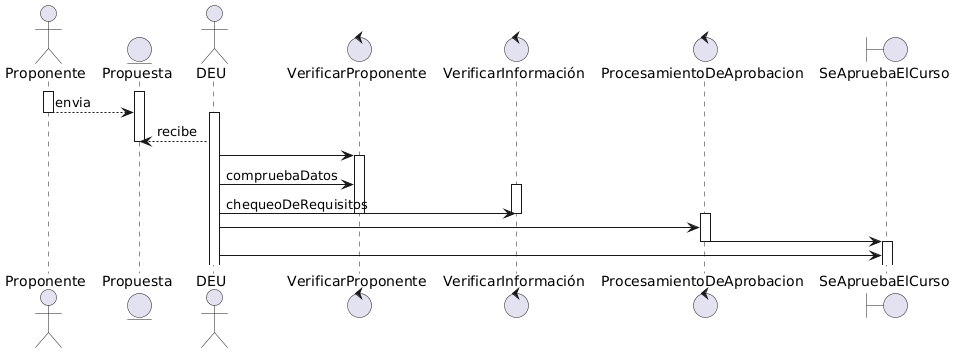 Proponente Propuesta DEU VerificarProponente VerificarInformación ProcesamientoDeAprobacion SeApruebaElCurso
envia
recibe
compruebaDatos
chequeoDeRequisitos
Proponente Propuesta DEU VerificarProponente VerificarInformación ProcesamientoDeAprobacion SeApruebaElCurso